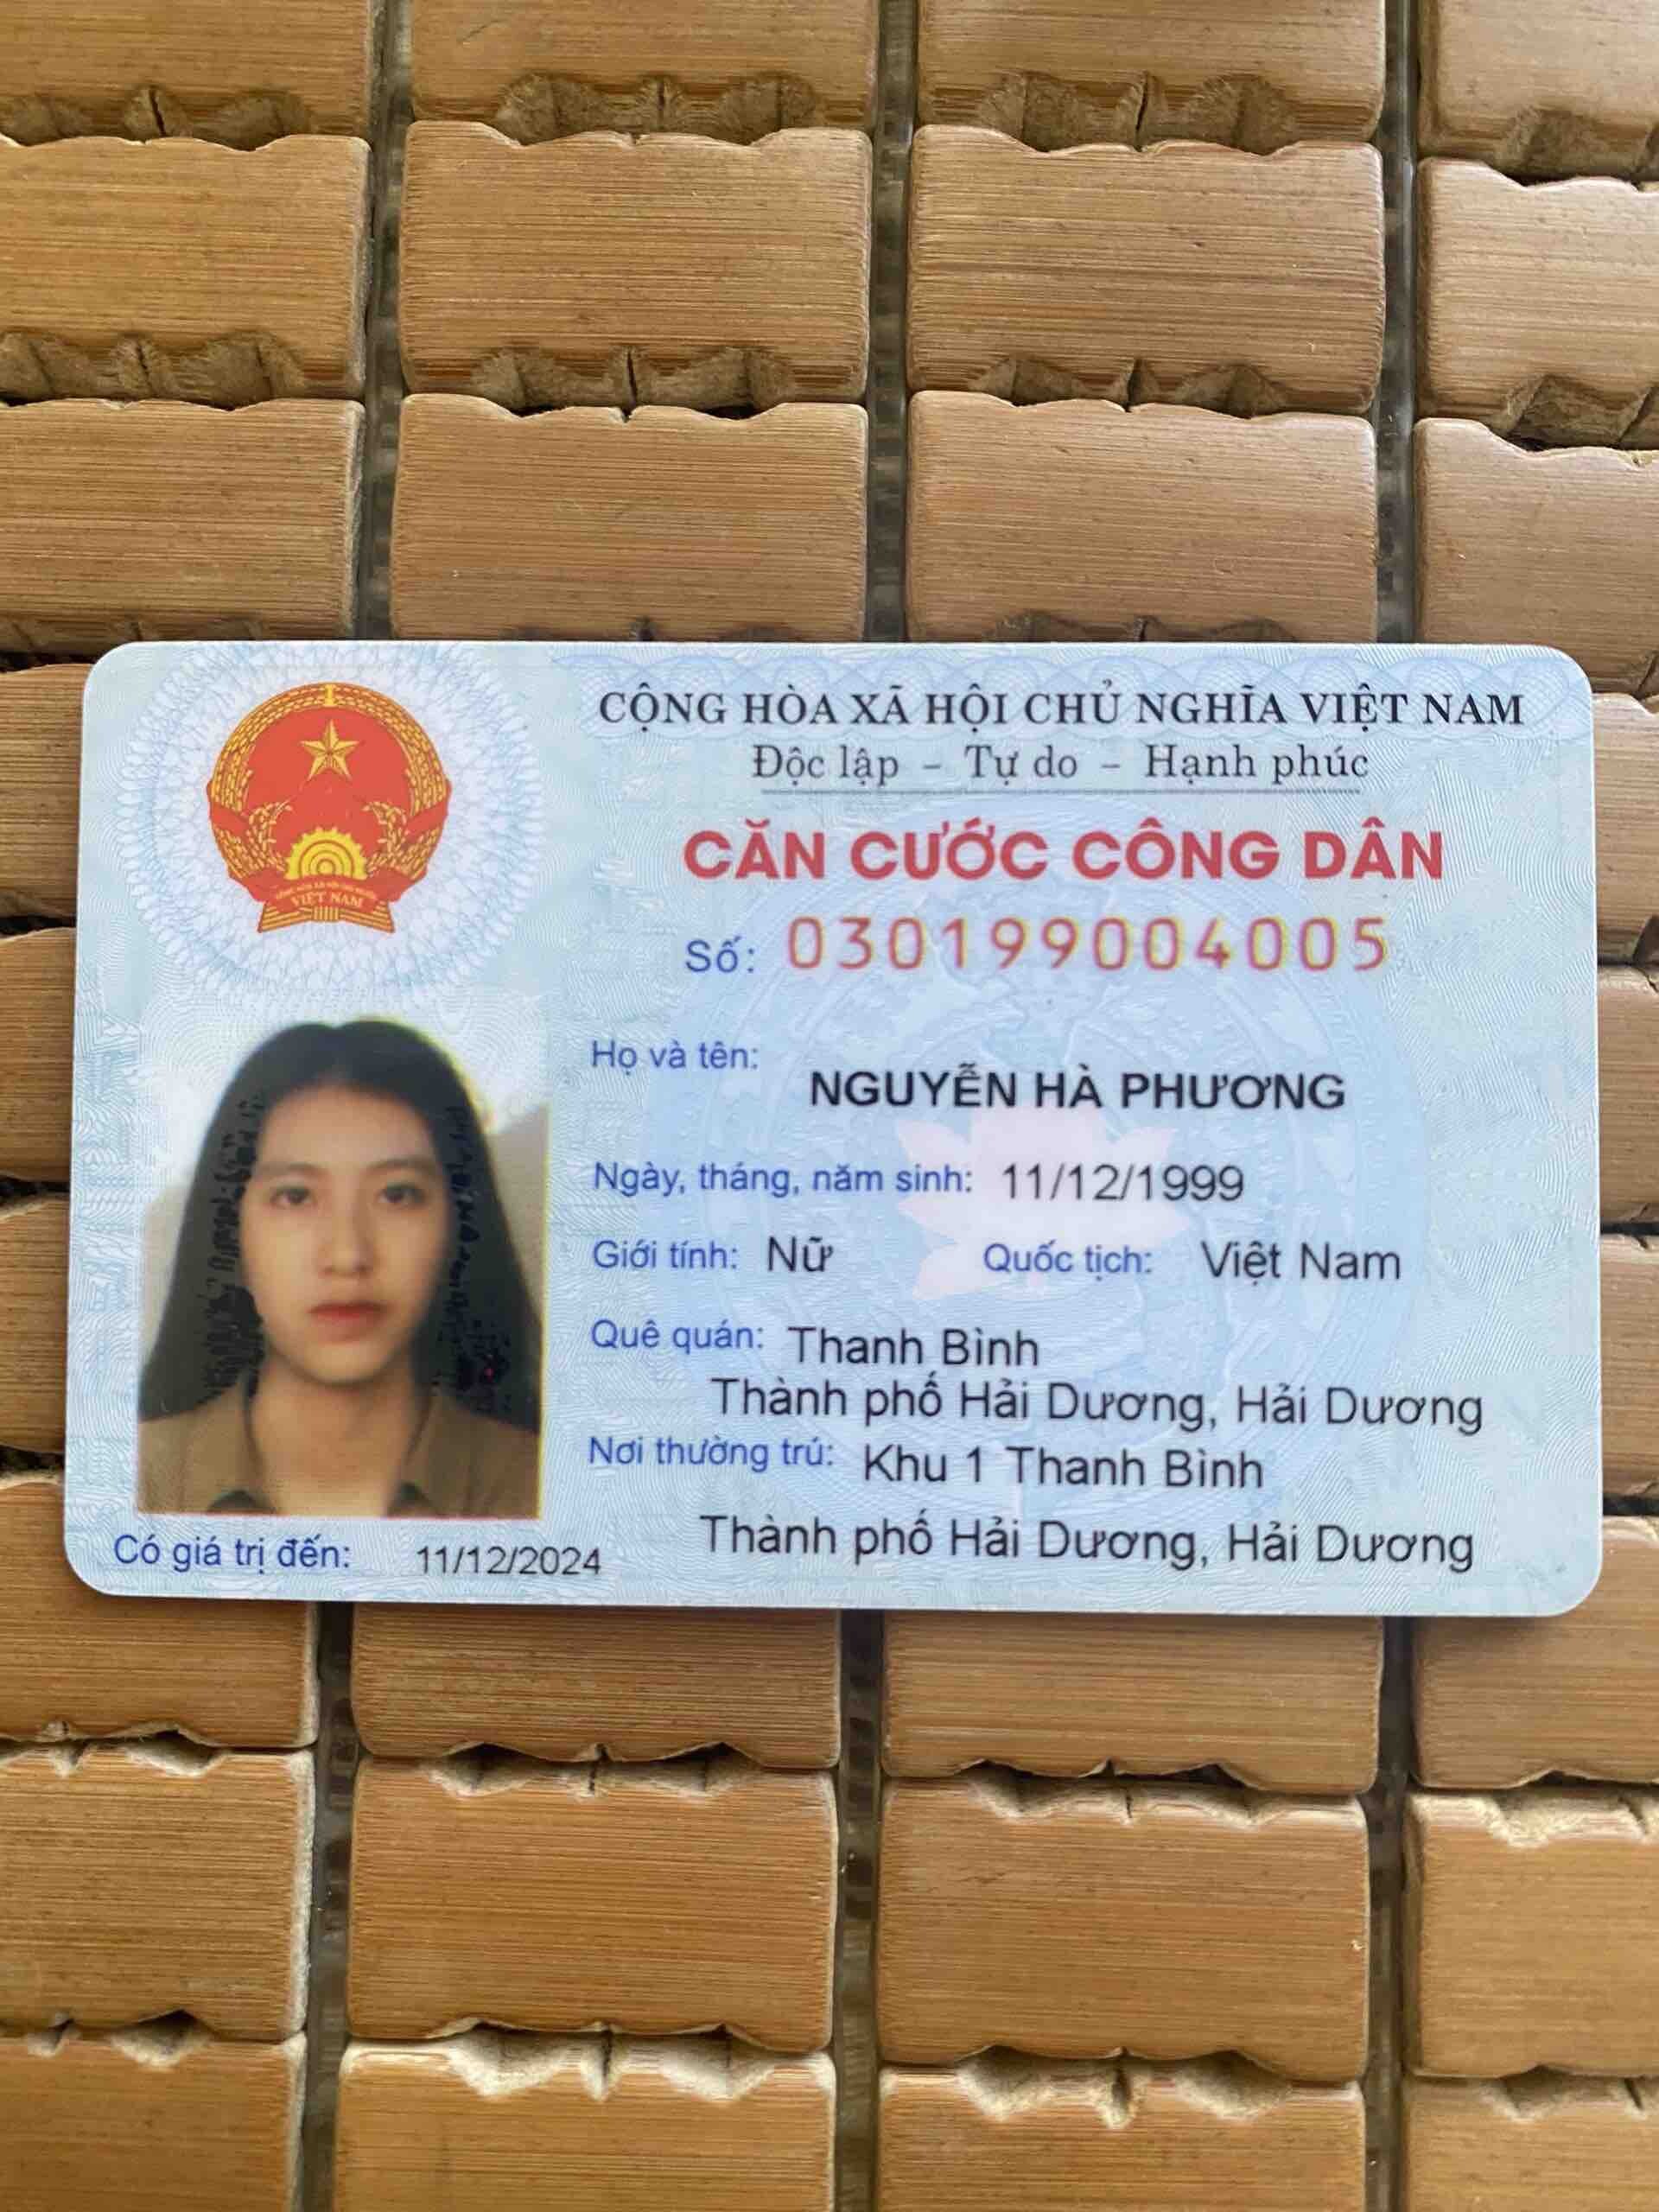 CỘNG HÒA XÃ HỘI CHỦ NGHĨA VIỆT NAM
Độc lập – Tự do – Hạnh phúc
CĂN CƯỚC CÔNG DÂN
Số: 030199004005
Họ và tên: NGUYỄN HÀ PHƯƠNG
Ngày, tháng, năm sinh: 11/12/1999
Giới tính: Nữ Quốc tịch: Việt Nam
Quê quán: Thanh Bình
Thành phố Hải Dương, Hải Dương
Nơi thường trú: Khu 1 Thanh Bình
Thành phố Hải Dương, Hải Dương
Có giá trị đến: 11/12/2024
VIỆT NAM